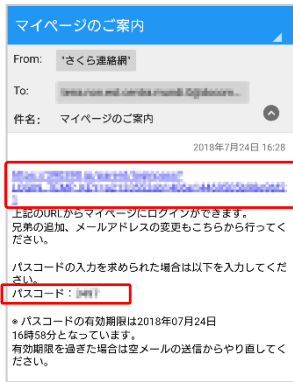 マイページのご案内
From: 'さくら連絡網'
To:
件名: マイページのご案内
2018年7月24日 16:28
上記のURLからマイページにログインができます。
兄弟の追加、メールアドレスの変更もこちらから行ってく
ださい。
パスコードの入力を求められた場合は以下を入力してくだ
さい。
パスコード：
※ パスコードの有効期限は2018年07月24日
16時58分となっています。
有効期限を過ぎた場合は空メールの送信からやり直してく
ださい。